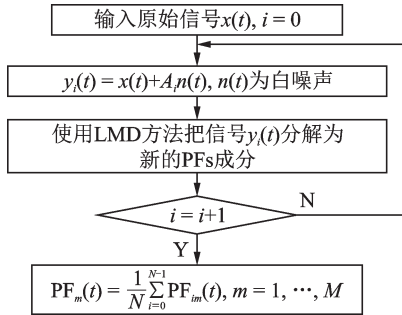 输入原始信号x(t), i = 0
y_i(t) = x(t)+A_i n(t), n(t)为白噪声
使用LMD方法把信号y_i(t)分解为
新的PFs成分
i = i+1
N
Y
PF_m(t) = \frac{1}{N}\sum_{i=0}^{N-1}PF_{im}(t), m = 1, …, M